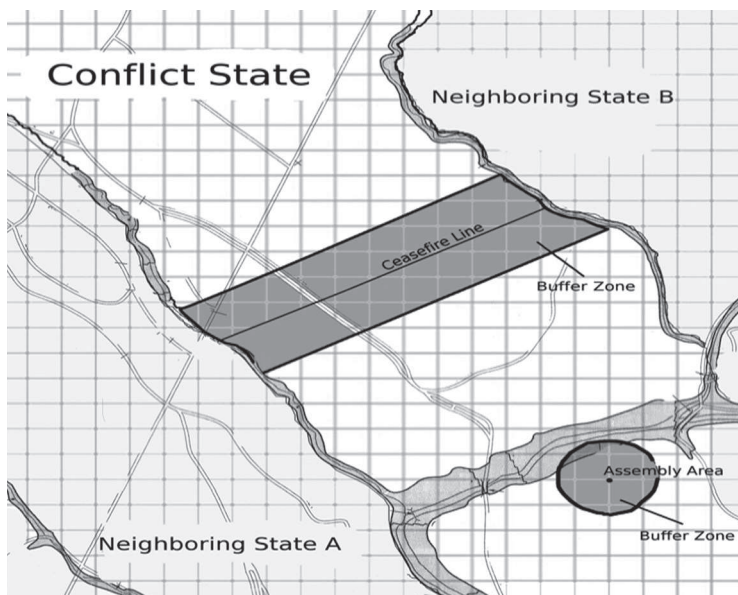 Conflict State
Neighboring State B
Ceasefire Line
Buffer Zone
Assembly Area
Buffer Zone
Neighboring State A